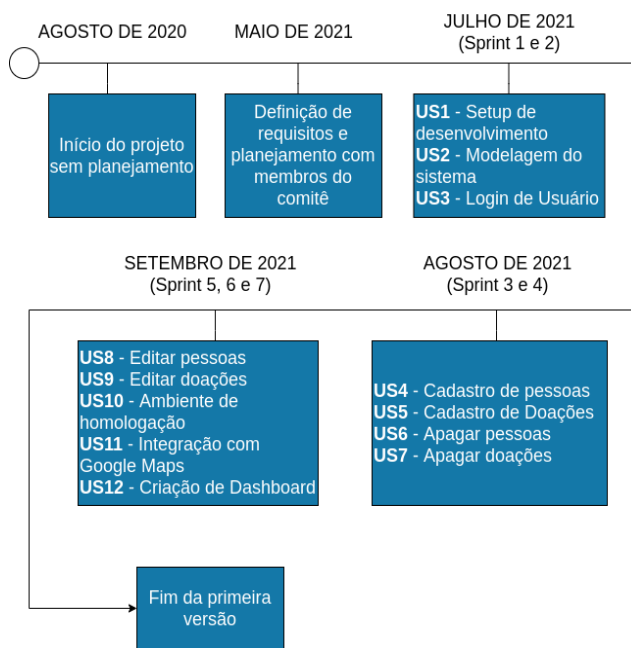 AGOSTO DE 2020
MAIO DE 2021
JULHO DE 2021
(Sprint 1 e 2)
Início do projeto
sem planejamento
Definição de
requisitos e
planejamento com
membros do
comitê
US1 - Setup de
desenvolvimento
US2 - Modelagem do
sistema
US3 - Login de Usuário
SETEMBRO DE 2021
(Sprint 5, 6 e 7)
AGOSTO DE 2021
(Sprint 3 e 4)
US8 - Editar pessoas
US9 - Editar doações
US10 - Ambiente de
homologação
US11 - Integração com
Google Maps
US12 - Criação de Dashboard
US4 - Cadastro de pessoas
US5 - Cadastro de Doações
US6 - Apagar pessoas
US7 - Apagar doações
Fim da primeira
versão